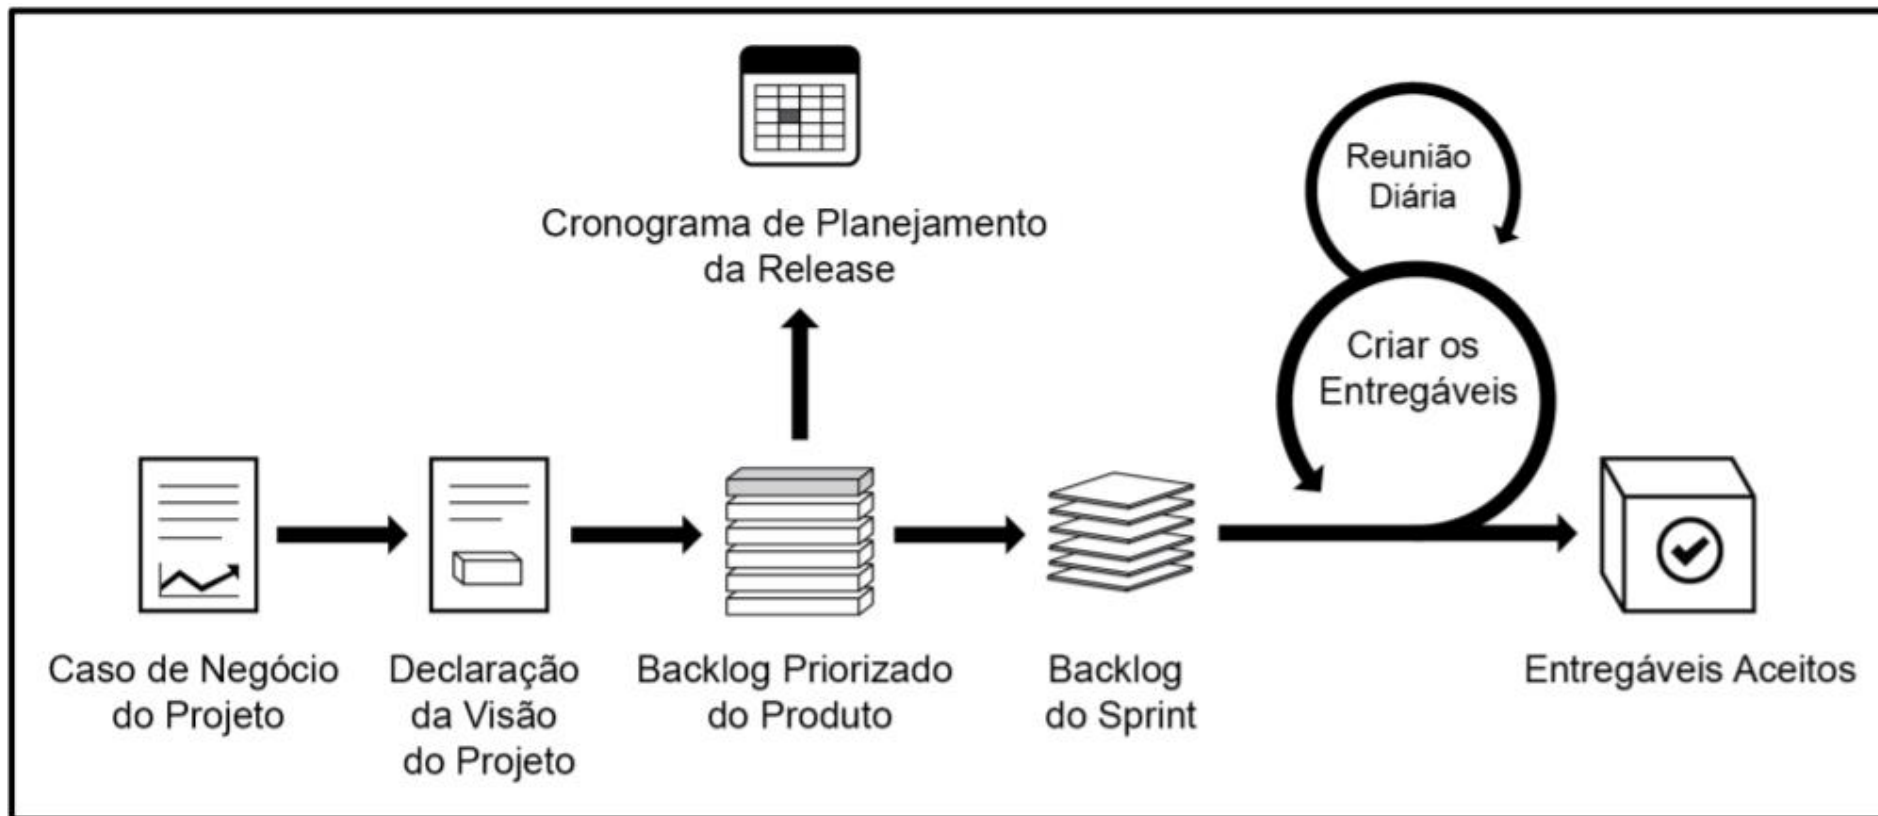 Cronograma de Planejamento
da Release
Reunião
Diária
Criar os
Entregáveis
Caso de Negócio
do Projeto
Declaração
da Visão
do Projeto
Backlog Priorizado
do Produto
Backlog
do Sprint
Entregáveis Aceitos